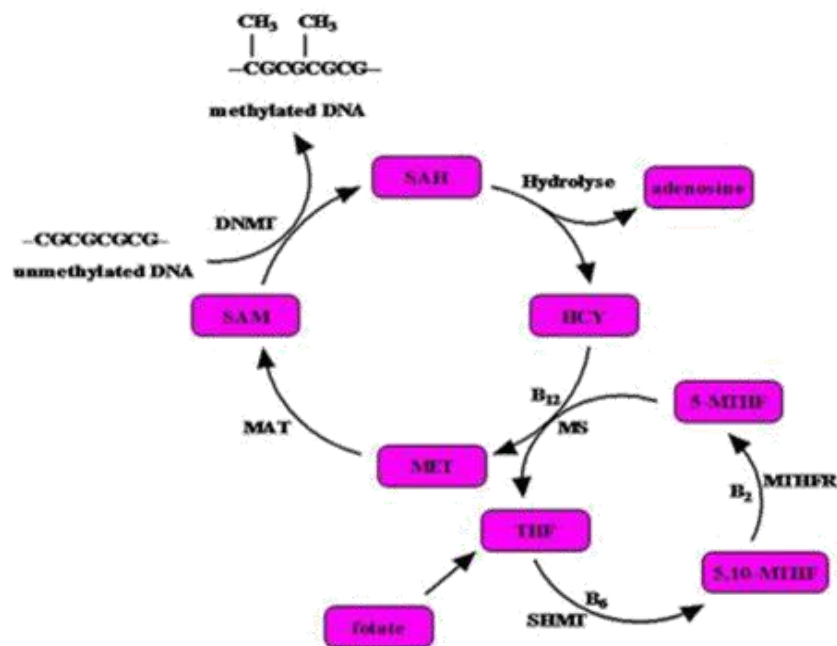 CH3 CH3
–CGCGCGCG–
methylated DNA
SAH
Hydrolyse
adenosine
DNMT
–CGCGCGCG–
unmethylated DNA
SAM
HCY
B12
MS
5-MTHF
MAT
MET
MTHFR
B2
THF
5,10-MTHF
B6
SHMT
folate